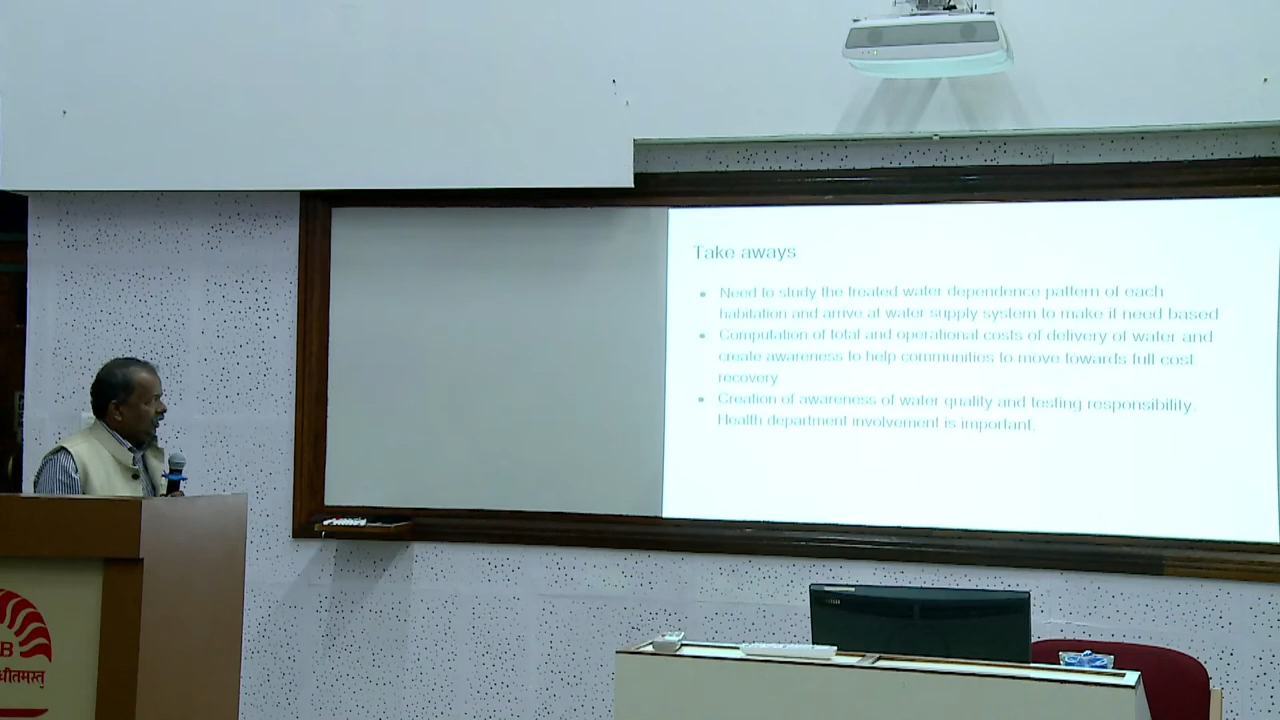 Take aways
Need to study the treated water dependence pattern of each
habitation and arrive at water supply system to make it need based
Computation of total and operational costs of delivery of water and
create awareness to help communities to move towards full cost
recovery
Creation of awareness of water quality and testing responsibility.
Health department involvement is important.
B
धीतमस्तु